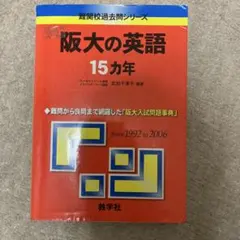 難関校過去問シリーズ
阪大の英語
15カ年
◆難関から良問まで網羅した「阪大入試問題事典」
1992 to 2006
教学社